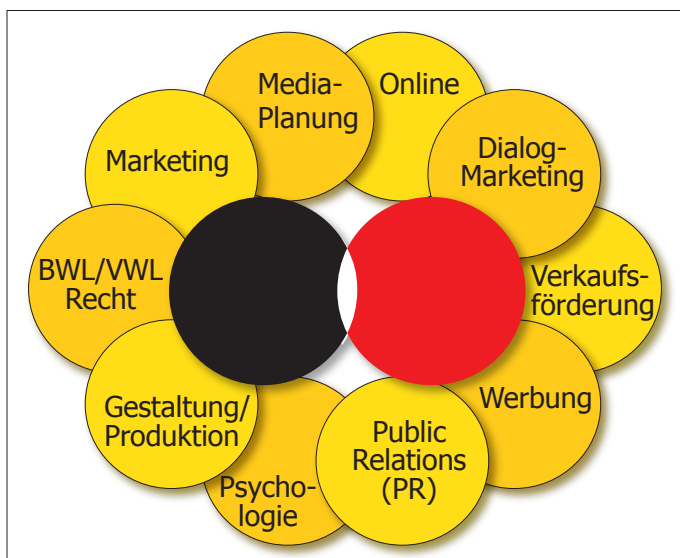 Media-
Planung
Online
Dialog-
Marketing
Marketing
BWL/VWL
Recht
Verkaufs-
förderung
Gestaltung/
Produktion
Werbung
Public
Relations
(PR)
Psycho-
logie